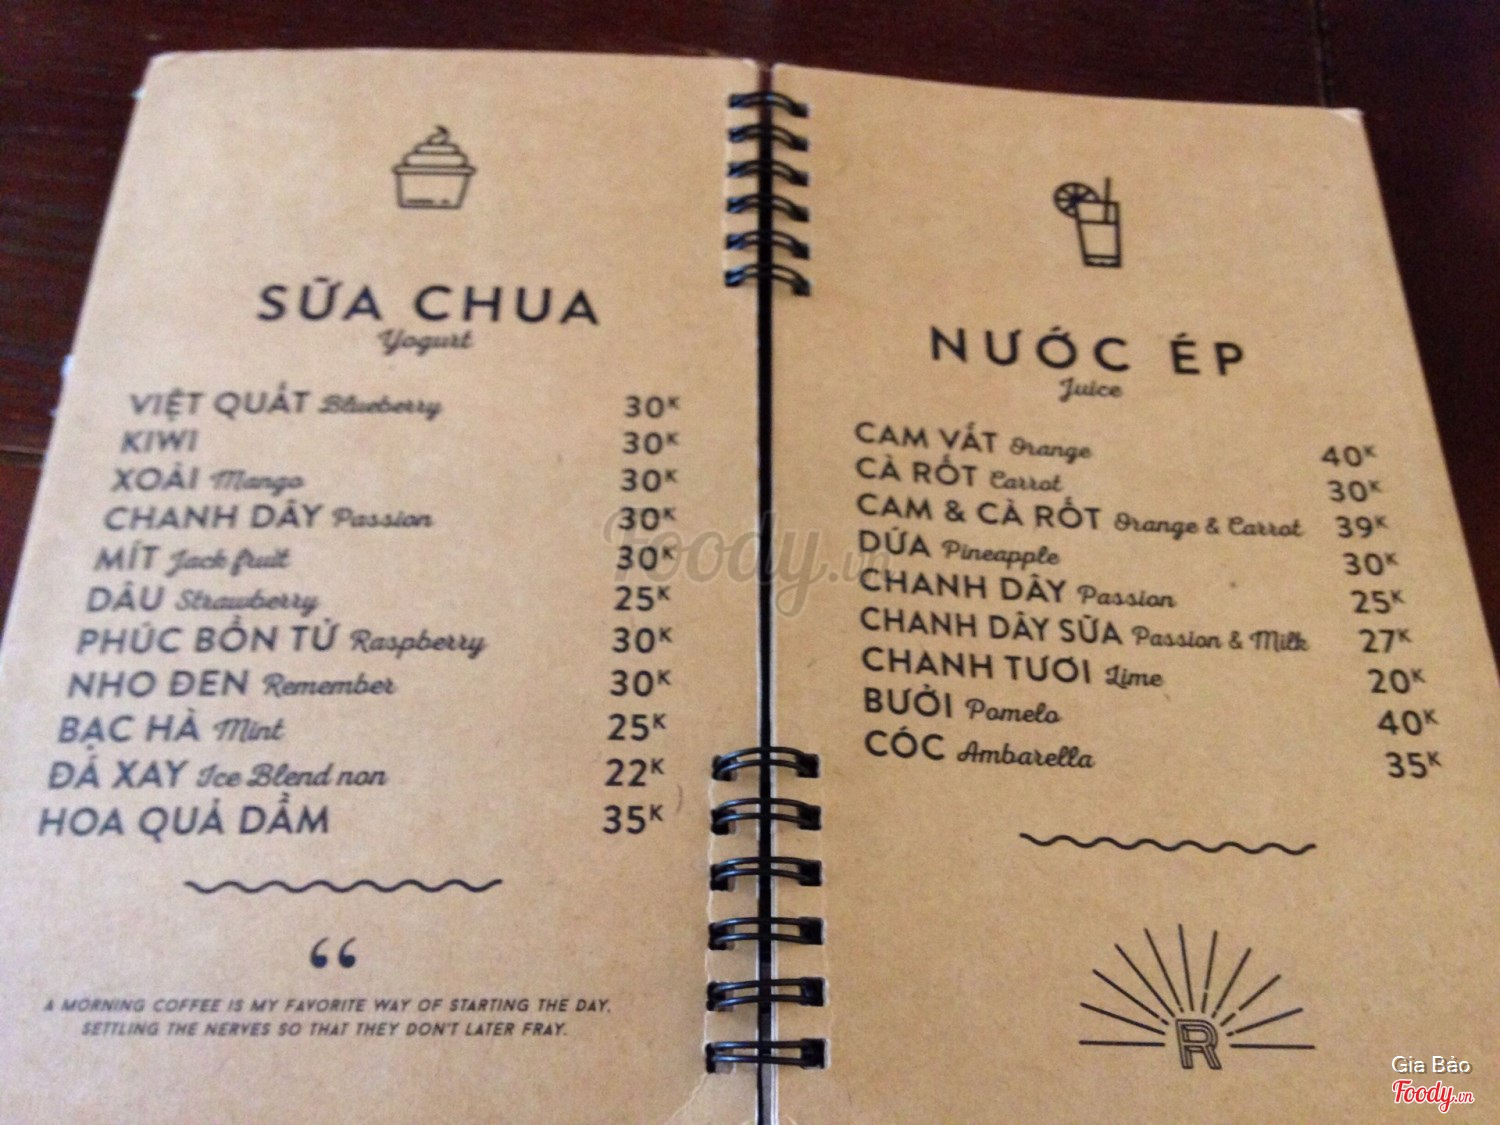 SỮA CHUA
Yogurt
VIỆT QUẤT Blueberry 30K
KIWI 30K
XOÀI Mango 30K
CHANH DÂY Passion 30K
MÍT Jack fruit 30K
DÂU Strawberry 25K
PHÚC BỒN TỬ Raspberry 30K
NHO ĐEN Remember 30K
BẠC HÀ Mint 25K
ĐÁ XAY Ice Blend non 22K
HOA QUẢ DẦM 35K
“
A MORNING COFFEE IS MY FAVORITE WAY OF STARTING THE DAY,
SETTLING THE NERVES SO THAT THEY DON'T LATER FRAY.
NƯỚC ÉP
Juice
CAM VẮT Orange 40K
CÀ RỐT Carrot 30K
CAM & CÀ RỐT Orange & Carrot 39K
DỨA Pineapple 30K
CHANH DÂY Passion 25K
CHANH DÂY SỮA Passion & Milk 27K
CHANH TƯƠI Lime 20K
BƯỞI Pomelo 40K
CÓC Ambarella 35K
R
Foody.vn
Gia Bảo
Foody.vn